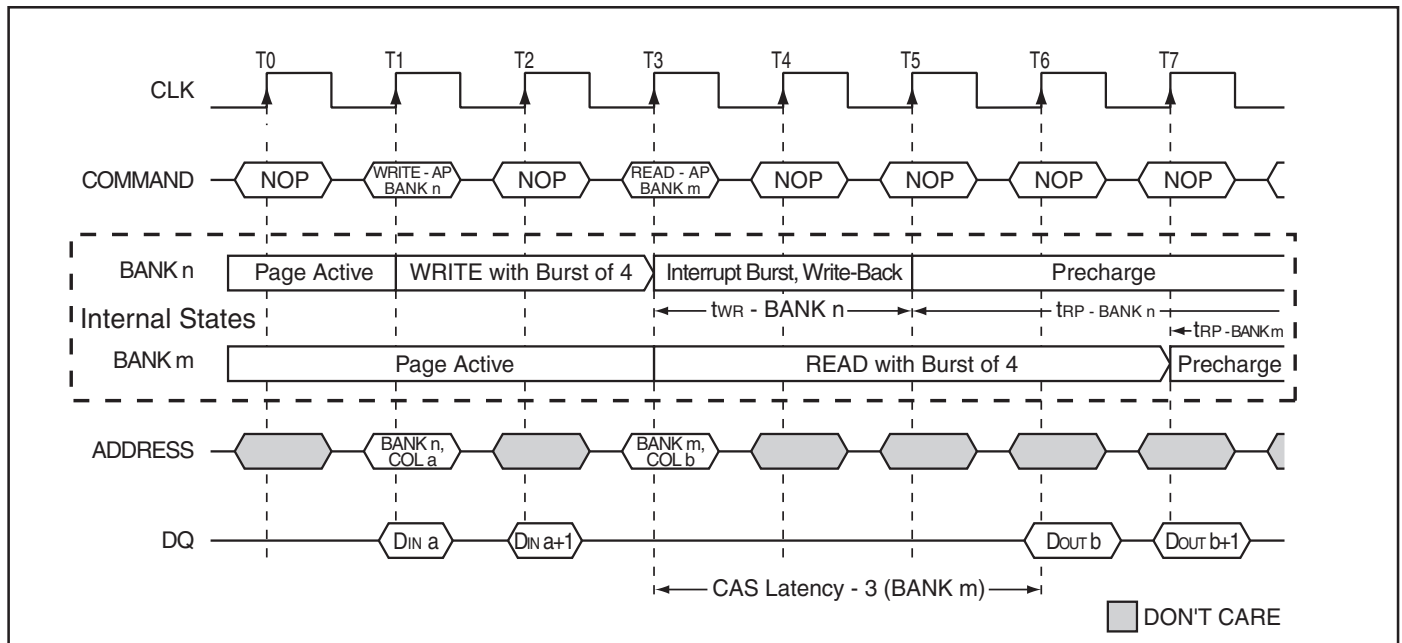 T0 T1 T2 T3 T4 T5 T6 T7
CLK
COMMAND NOP WRITE - AP BANK n NOP READ - AP BANK m NOP NOP NOP NOP
BANK n Page Active WRITE with Burst of 4 Interrupt Burst, Write-Back Precharge
tWR - BANK n tRP - BANK n
Internal States
tRP - BANK m
BANK m Page Active READ with Burst of 4 Precharge
ADDRESS BANK n, COL a BANK m, COL b
DQ DIN a DIN a+1 DOUT b DOUT b+1
CAS Latency - 3 (BANK m)
DON'T CARE